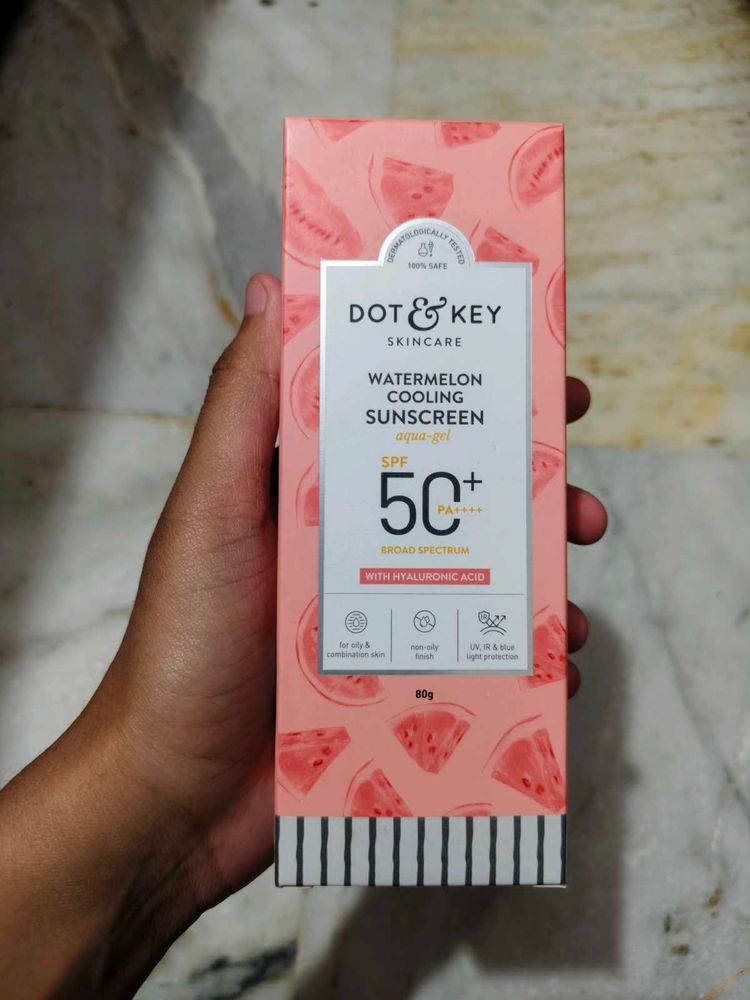 DERMATOLOGICALLY TESTED
100% SAFE
DOT & KEY
SKINCARE
WATERMELON
COOLING
SUNSCREEN
aqua-gel
SPF
50+
PA++++
BROAD SPECTRUM
WITH HYALURONIC ACID
for oily &
combination skin
non-oily
finish
IR
UV, IR & blue
light protection
80g